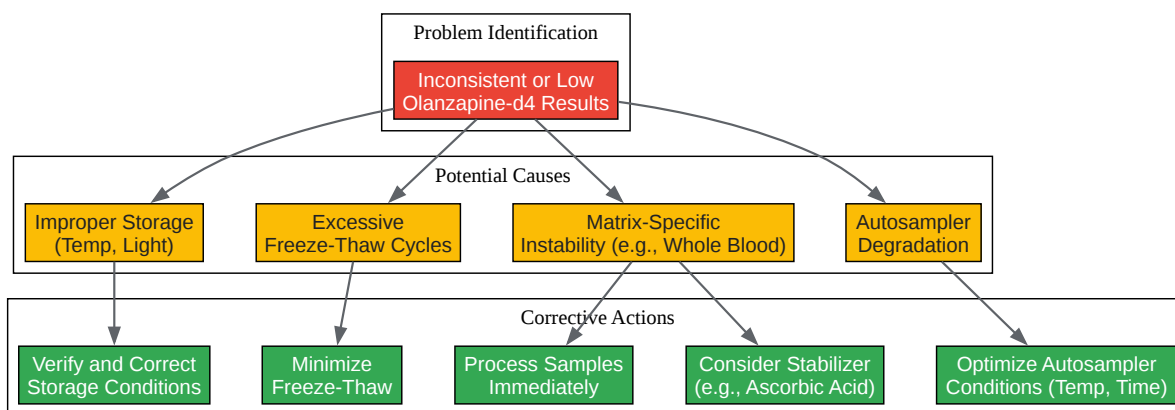 Problem Identification
Inconsistent or Low
Olanzapine-d4 Results
Potential Causes
Improper Storage
(Temp, Light)
Excessive
Freeze-Thaw Cycles
Matrix-Specific
Instability (e.g., Whole Blood)
Autosampler
Degradation
Corrective Actions
Verify and Correct
Storage Conditions
Minimize
Freeze-Thaw
Process Samples
Immediately
Consider Stabilizer
(e.g., Ascorbic Acid)
Optimize Autosampler
Conditions (Temp, Time)